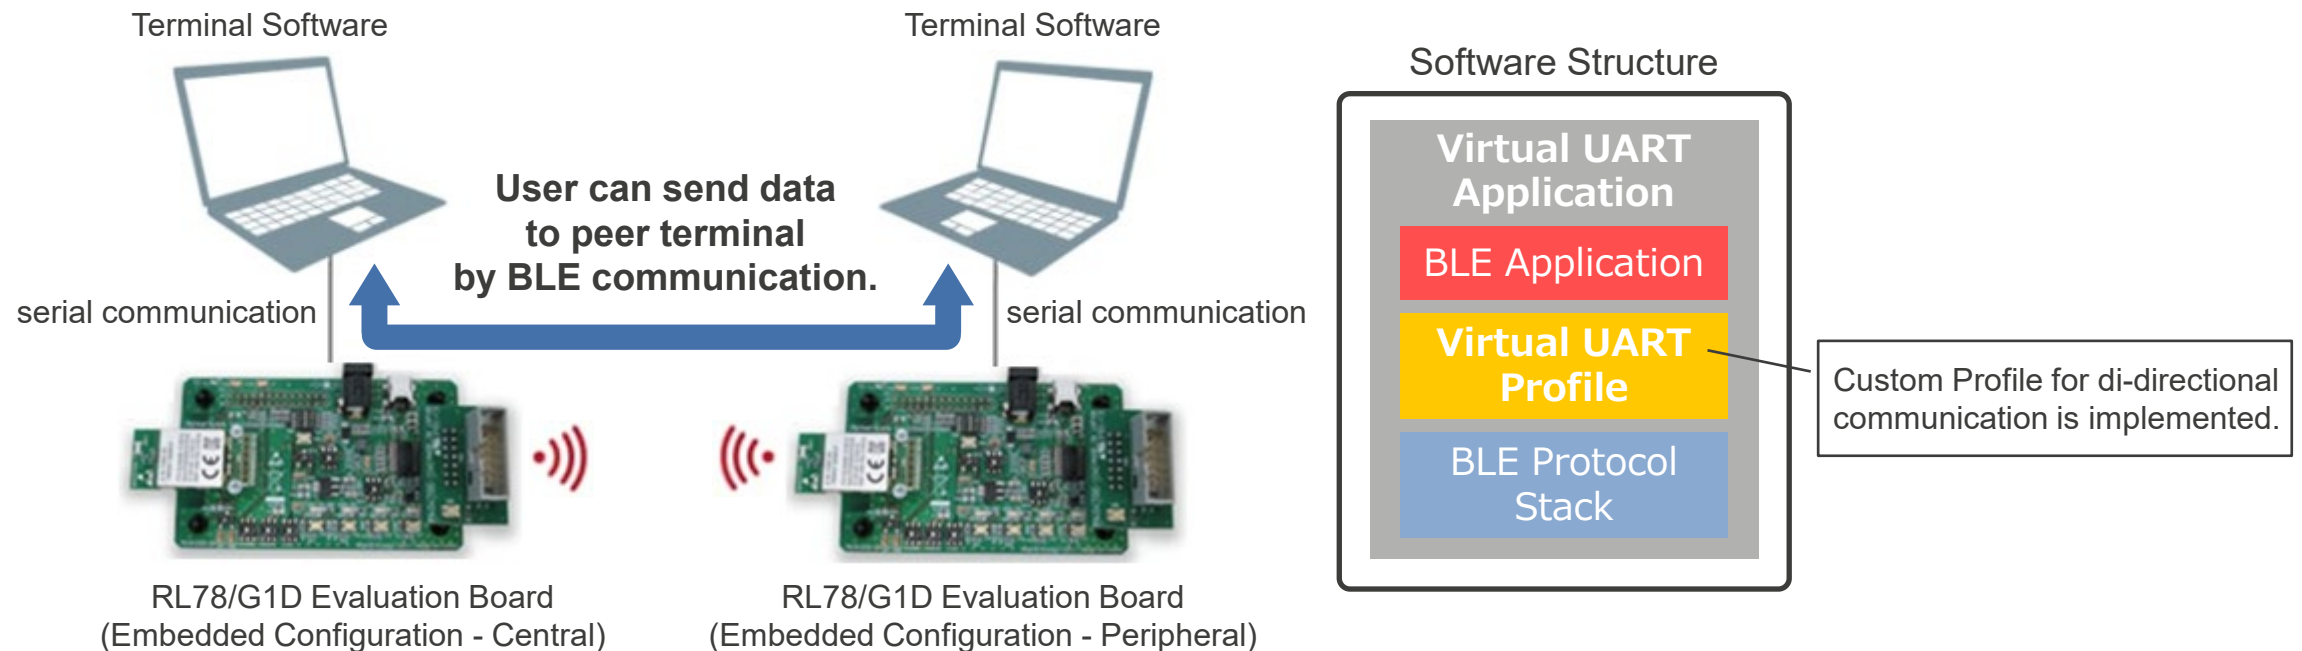 Terminal Software
Terminal Software
User can send data
to peer terminal
by BLE communication.
serial communication
serial communication
RL78/G1D Evaluation Board
(Embedded Configuration - Central)
RL78/G1D Evaluation Board
(Embedded Configuration - Peripheral)
Software Structure
Virtual UART
Application
BLE Application
Virtual UART
Profile
BLE Protocol
Stack
Custom Profile for di-directional
communication is implemented.